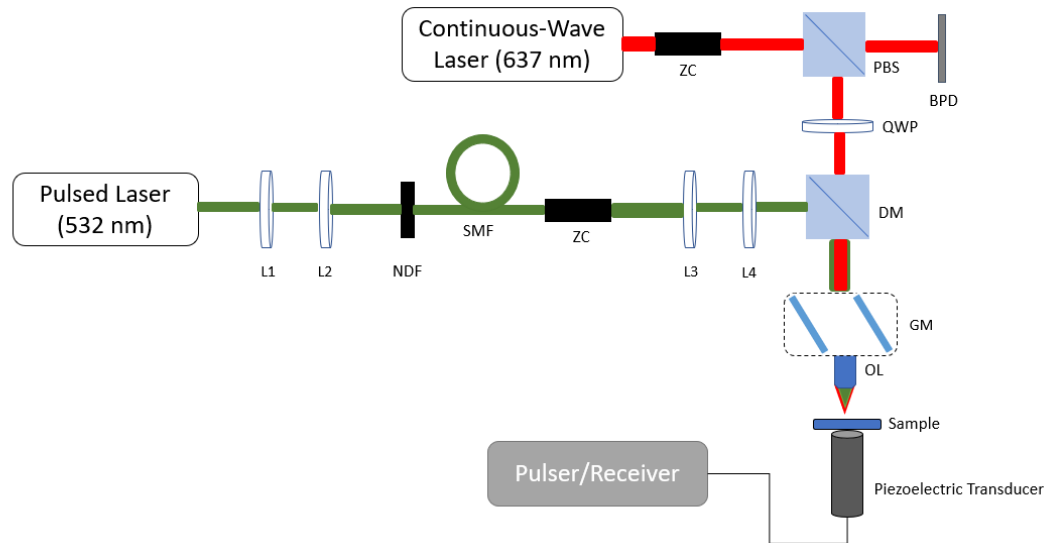 Continuous-Wave
Laser (637 nm)
ZC
PBS
BPD
QWP
Pulsed Laser
(532 nm)
L1
L2
NDF
SMF
ZC
L3
L4
DM
GM
OL
Sample
Pulser/Receiver
Piezoelectric Transducer